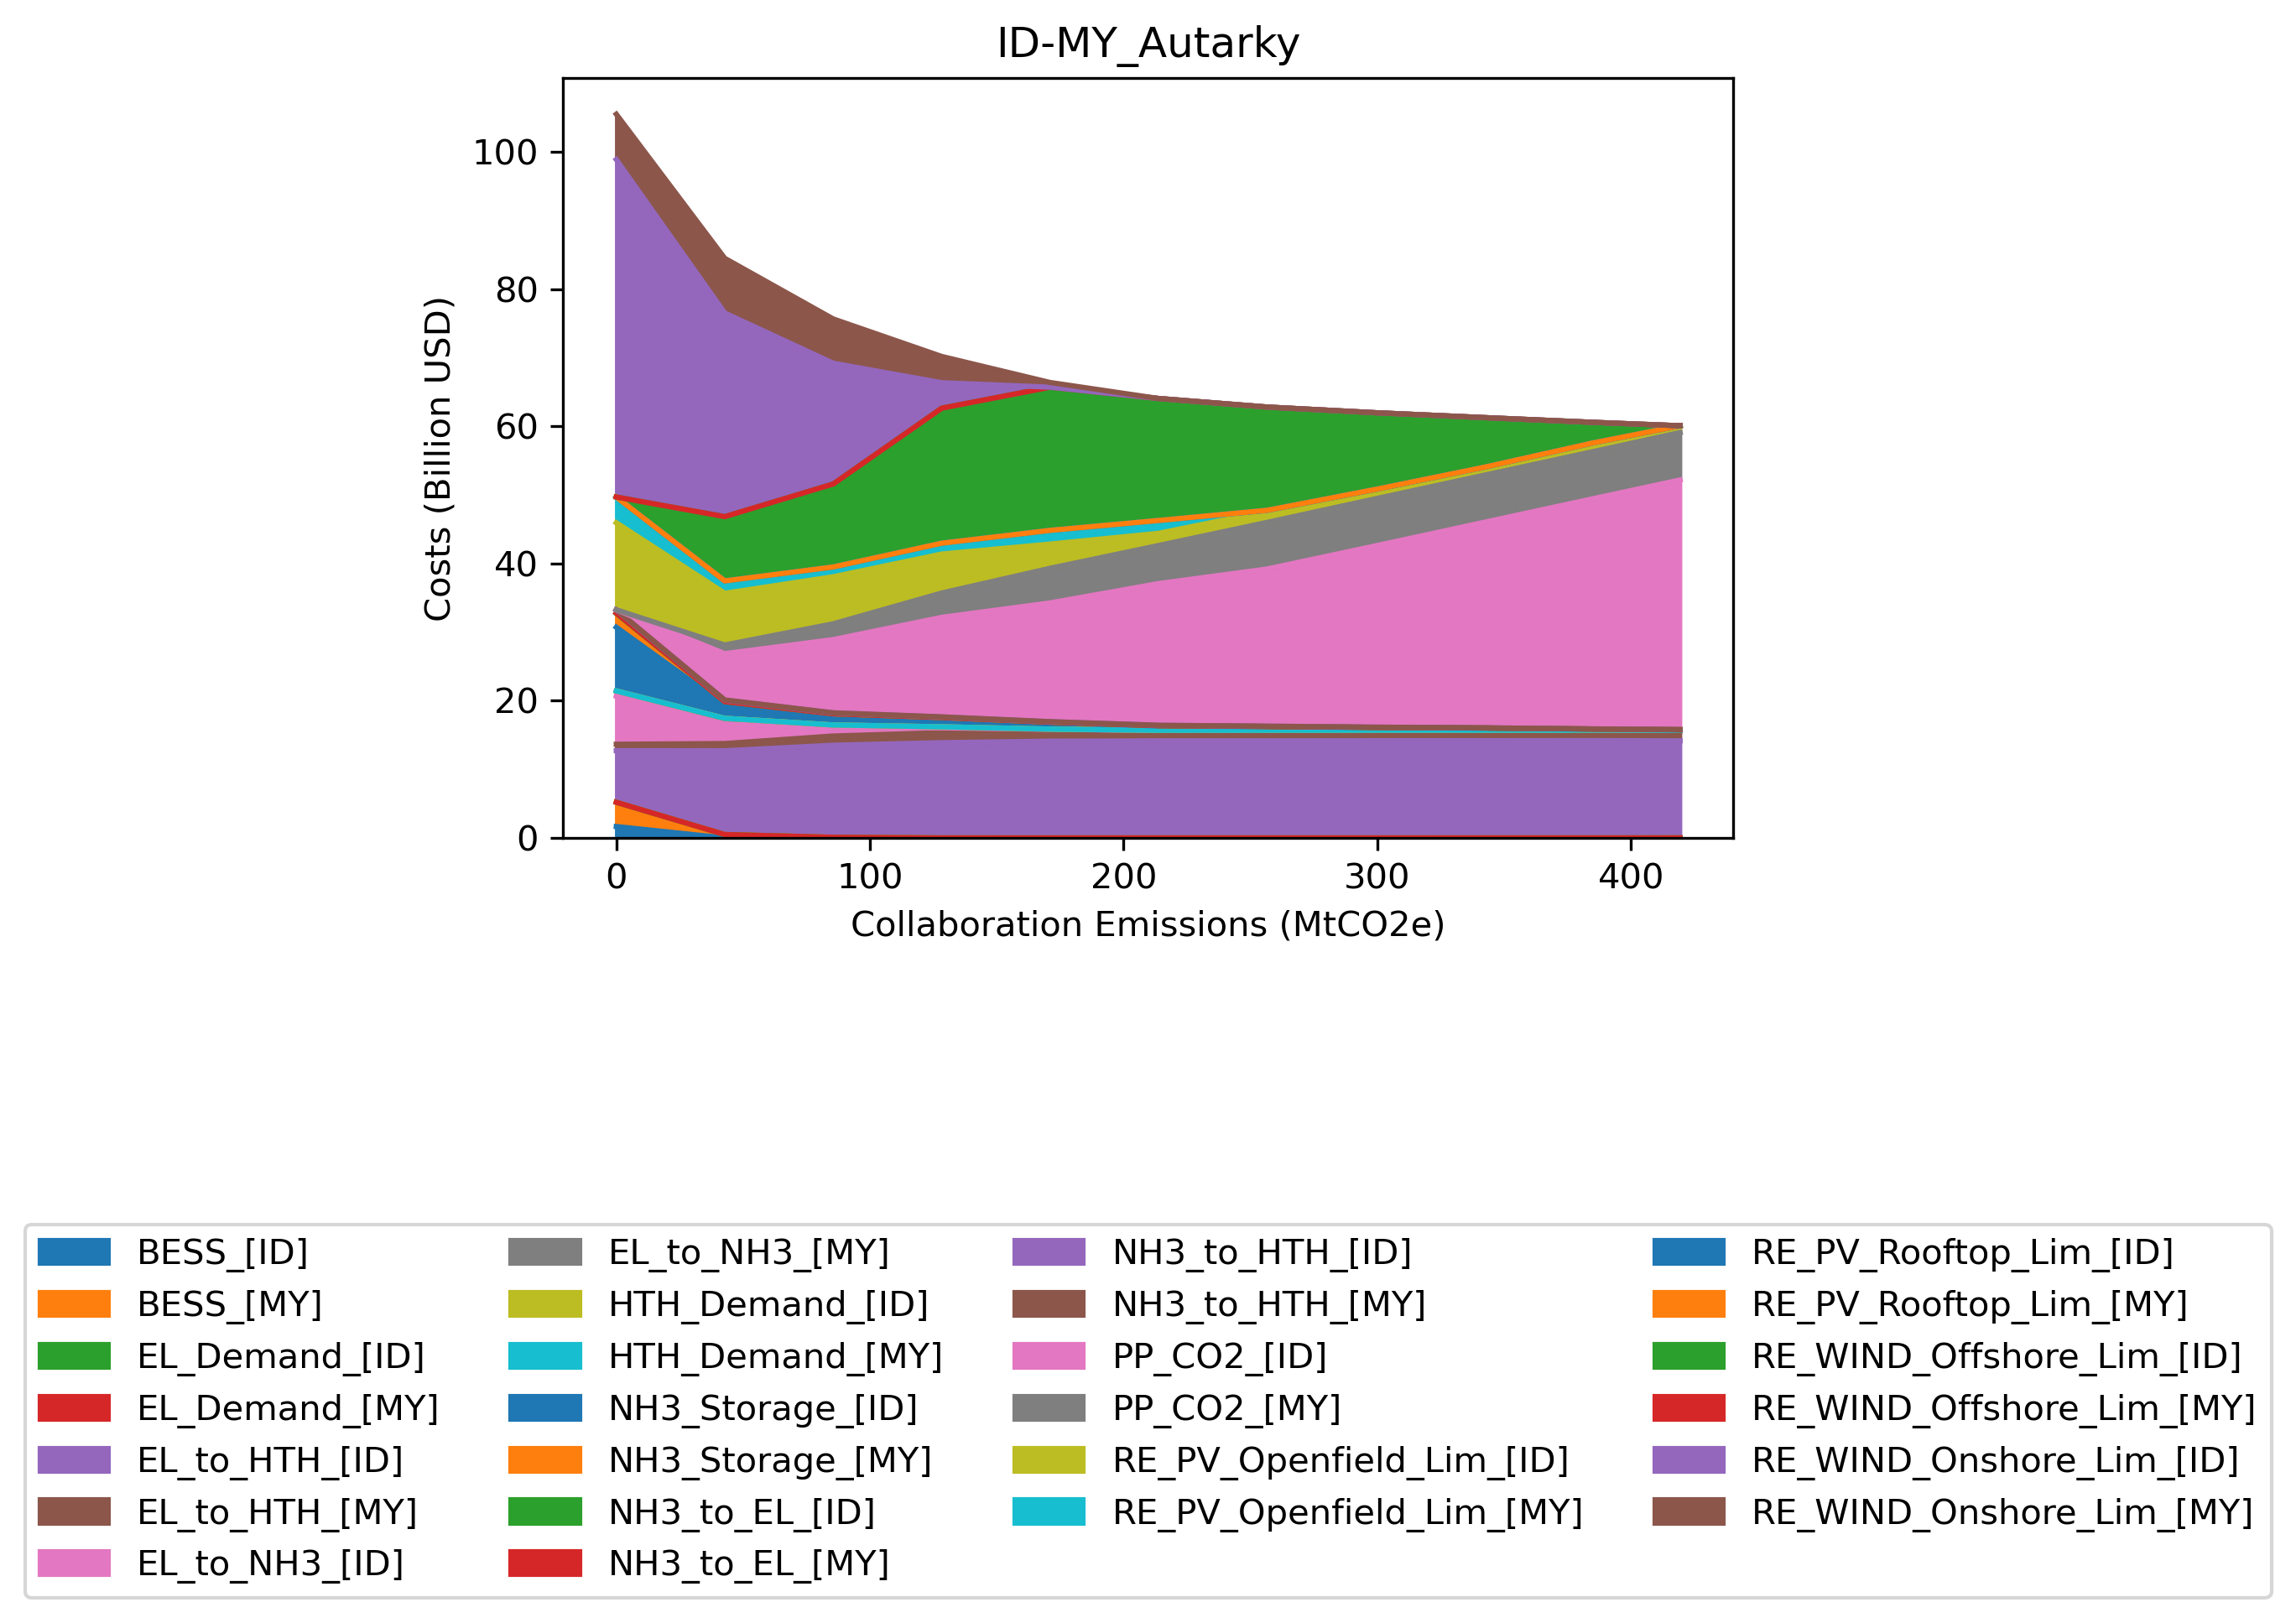 ID-MY_Autarky
Costs (Billion USD)
100
80
60
40
20
0
0 100 200 300 400
Collaboration Emissions (MtCO2e)
BESS_[ID]
BESS_[MY]
EL_Demand_[ID]
EL_Demand_[MY]
EL_to_HTH_[ID]
EL_to_HTH_[MY]
EL_to_NH3_[ID]
EL_to_NH3_[MY]
HTH_Demand_[ID]
HTH_Demand_[MY]
NH3_Storage_[ID]
NH3_Storage_[MY]
NH3_to_EL_[ID]
NH3_to_EL_[MY]
NH3_to_HTH_[ID]
NH3_to_HTH_[MY]
PP_CO2_[ID]
PP_CO2_[MY]
RE_PV_Openfield_Lim_[ID]
RE_PV_Openfield_Lim_[MY]
RE_PV_Rooftop_Lim_[ID]
RE_PV_Rooftop_Lim_[MY]
RE_WIND_Offshore_Lim_[ID]
RE_WIND_Offshore_Lim_[MY]
RE_WIND_Onshore_Lim_[ID]
RE_WIND_Onshore_Lim_[MY]